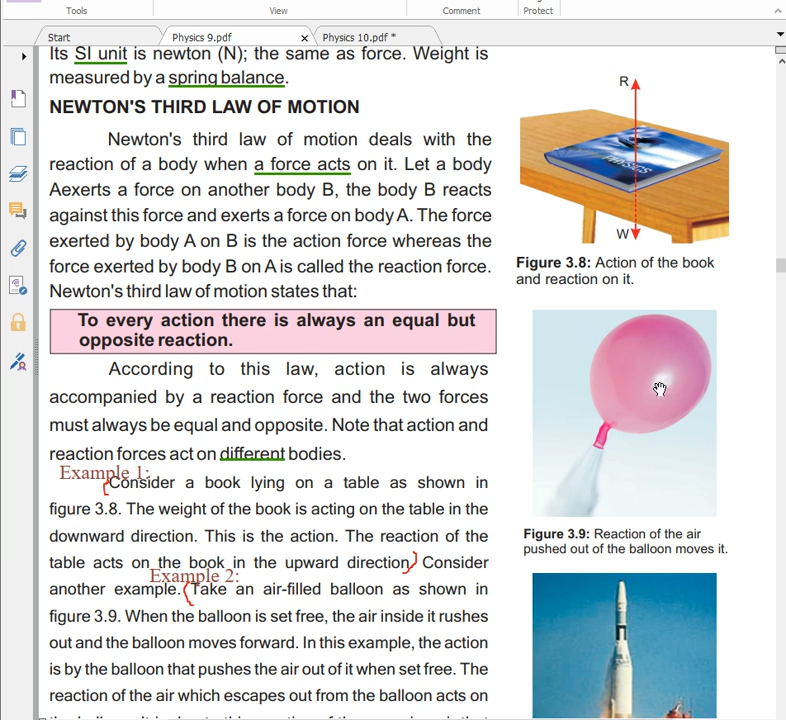 Tools
View
Comment
Protect
Start
Physics 9.pdf
Physics 10.pdf *
Its SI unit is newton (N); the same as force. Weight is
measured by a spring balance.
NEWTON'S THIRD LAW OF MOTION
Newton's third law of motion deals with the
reaction of a body when a force acts on it. Let a body
Aexerts a force on another body B, the body B reacts
against this force and exerts a force on body A. The force
exerted by body A on B is the action force whereas the
force exerted by body B on A is called the reaction force.
Newton's third law of motion states that:
To every action there is always an equal but
opposite reaction.
According to this law, action is always
accompanied by a reaction force and the two forces
must always be equal and opposite. Note that action and
reaction forces act on different bodies.
Example 1:
Consider a book lying on a table as shown in
figure 3.8. The weight of the book is acting on the table in the
downward direction. This is the action. The reaction of the
table acts on the book in the upward direction. Consider
Example 2:
another example. Take an air-filled balloon as shown in
figure 3.9. When the balloon is set free, the air inside it rushes
out and the balloon moves forward. In this example, the action
is by the balloon that pushes the air out of it when set free. The
reaction of the air which escapes out from the balloon acts on
R
PHYSICS
W
Figure 3.8: Action of the book
and reaction on it.
Figure 3.9: Reaction of the air
pushed out of the balloon moves it.